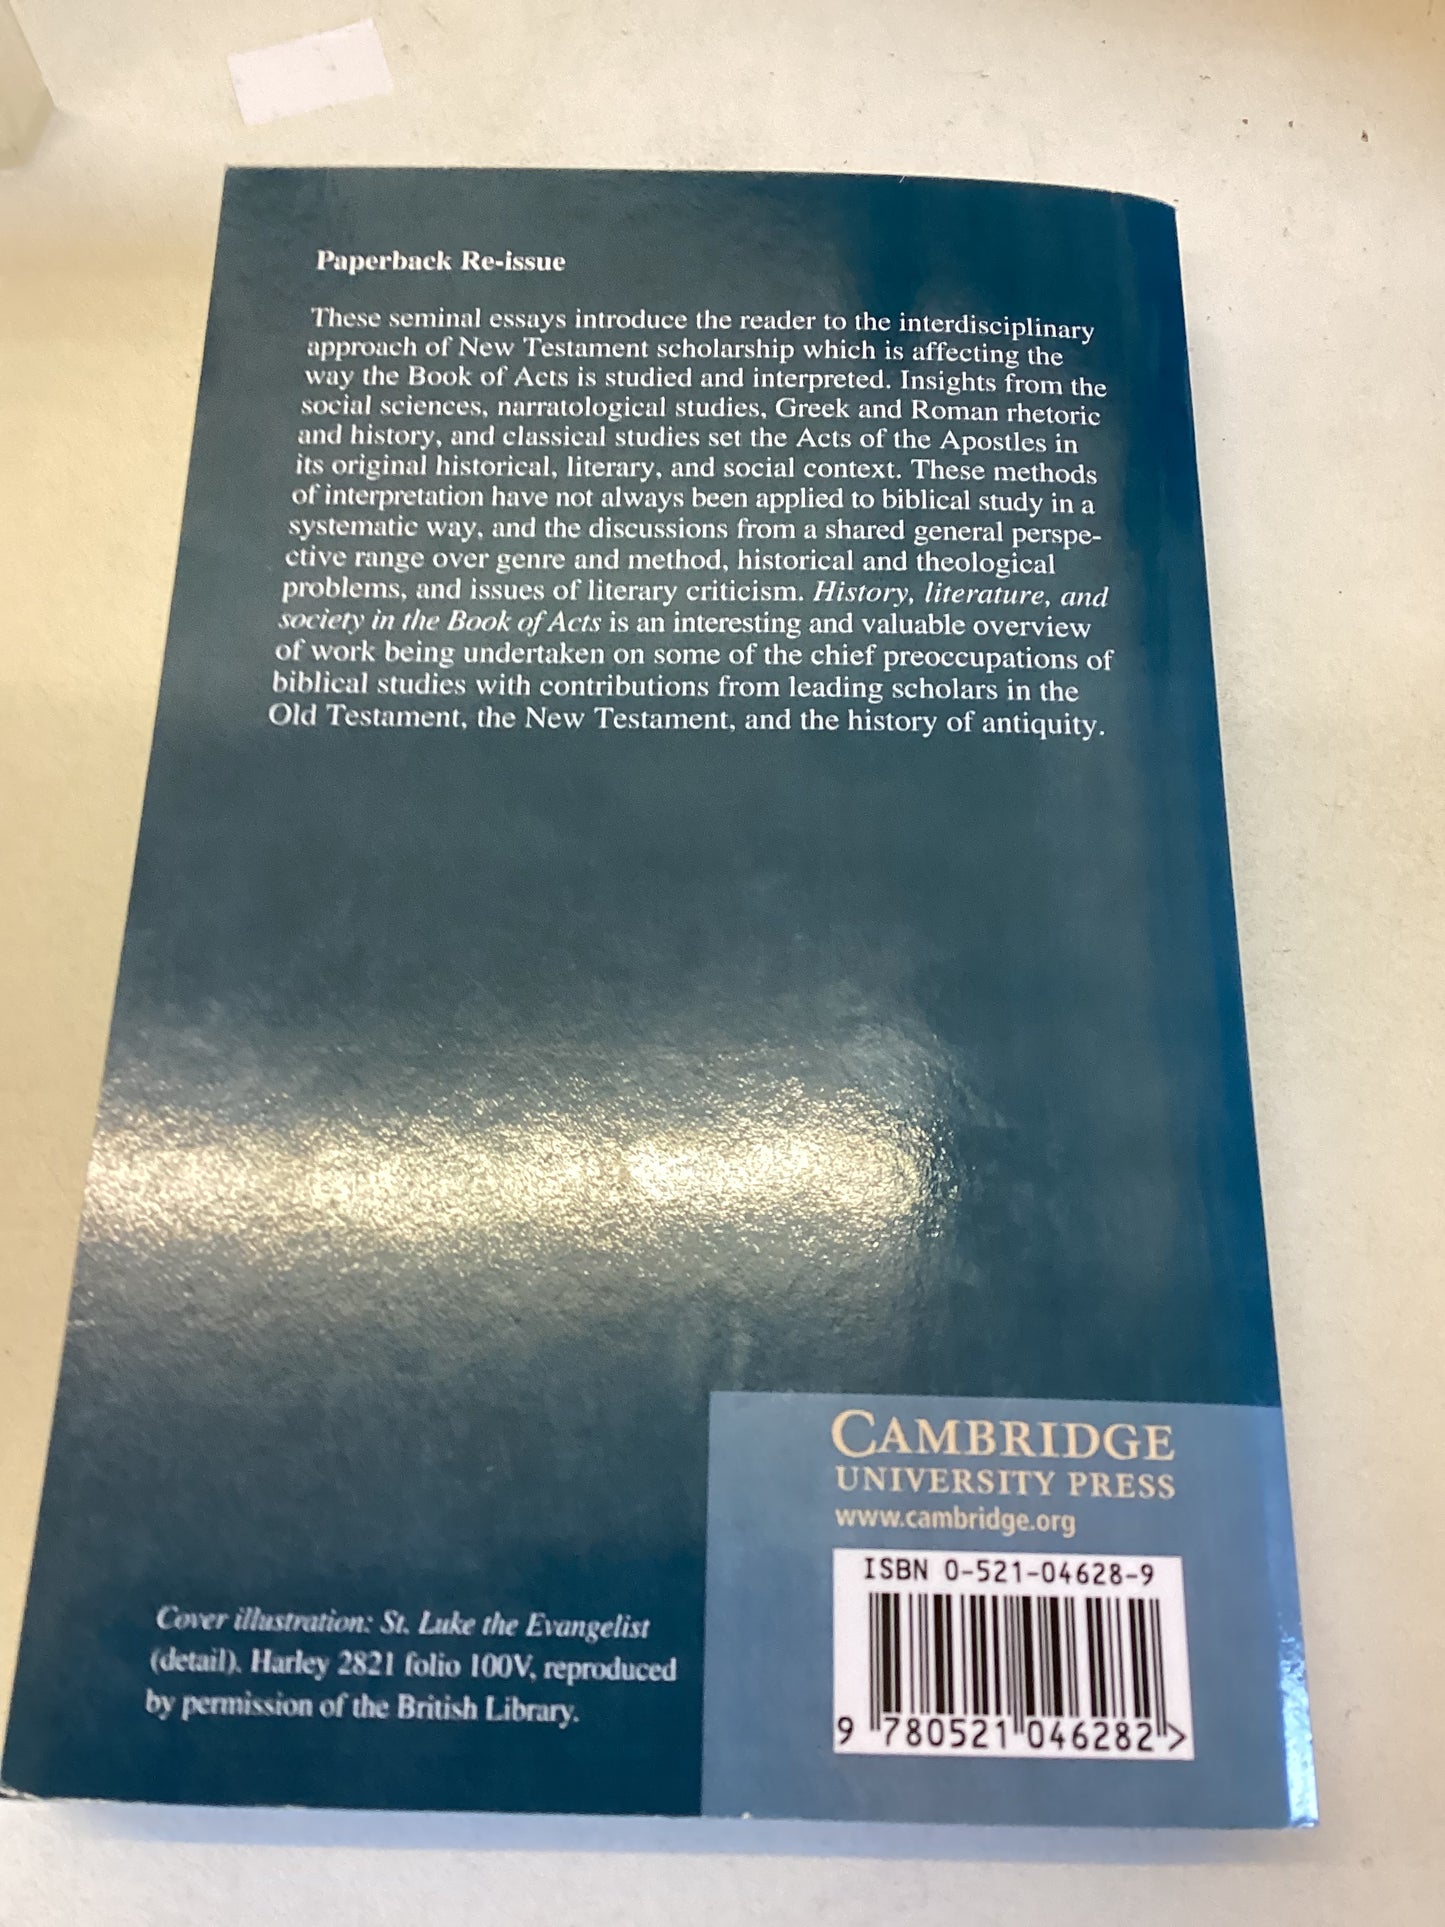 Paperback Re-issue
These seminal essays introduce the reader to the interdisciplinary
approach of New Testament scholarship which is affecting the
way the Book of Acts is studied and interpreted. Insights from the
social sciences, narratological studies, Greek and Roman rhetoric
and history, and classical studies set the Acts of the Apostles in
its original historical, literary, and social context. These methods
of interpretation have not always been applied to biblical study in a
systematic way, and the discussions from a shared general perspe-
ctive range over genre and method, historical and theological
problems, and issues of literary criticism. History, literature, and
society in the Book of Acts is an interesting and valuable overview
of work being undertaken on some of the chief preoccupations of
biblical studies with contributions from leading scholars in the
Old Testament, the New Testament, and the history of antiquity.
CAMBRIDGE
UNIVERSITY PRESS
www.cambridge.org
ISBN 0-521-04628-9
9 780521 046282 >
Cover illustration: St. Luke the Evangelist
(detail). Harley 2821 folio 100V, reproduced
by permission of the British Library.